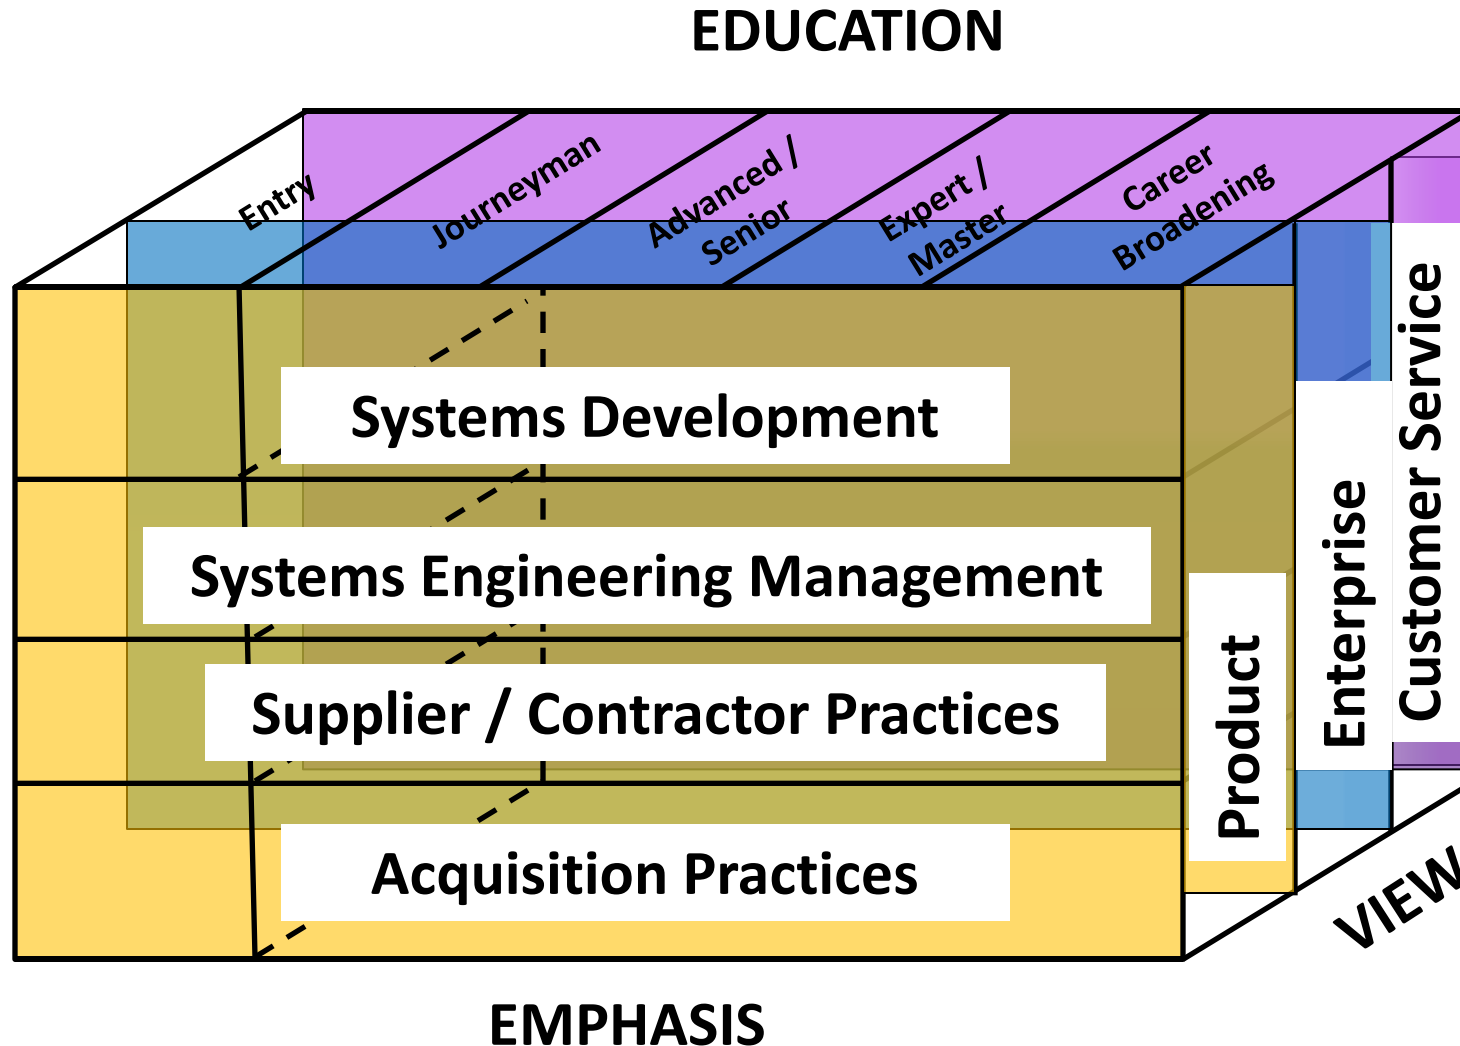 EDUCATION
Entry
Journeyman
Advanced /
Senior
Expert /
Master
Career
Broadening
Systems Development
Systems Engineering Management
Supplier / Contractor Practices
Acquisition Practices
Product
Enterprise
Customer Service
VIEW
EMPHASIS